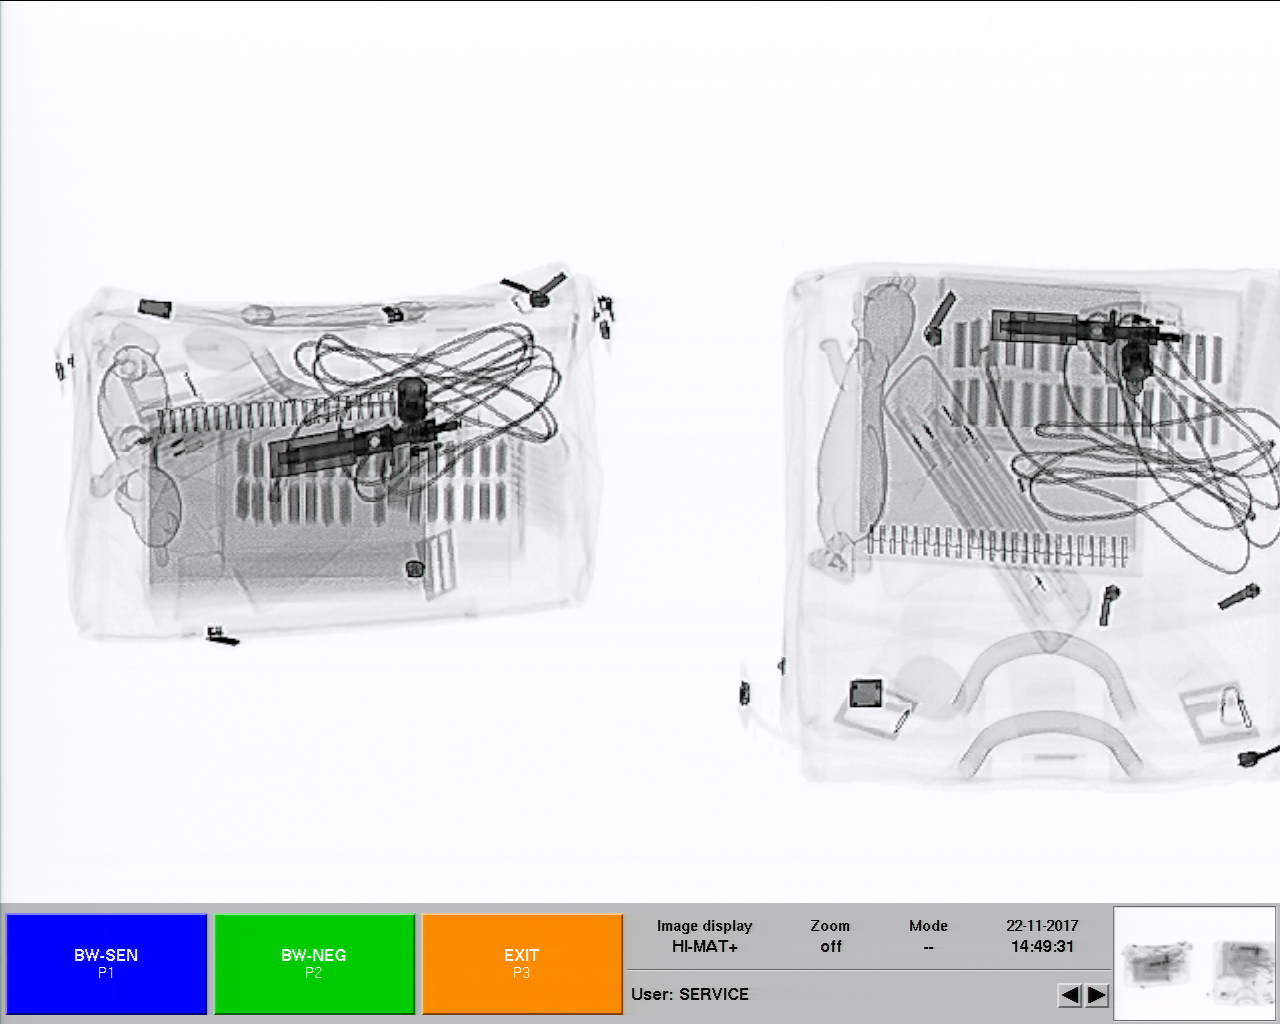 BW-SEN
P1
BW-NEG
P2
EXIT
P3
Image display
HI-MAT+
Zoom
off
Mode
--
22-11-2017
14:49:31
User: SERVICE